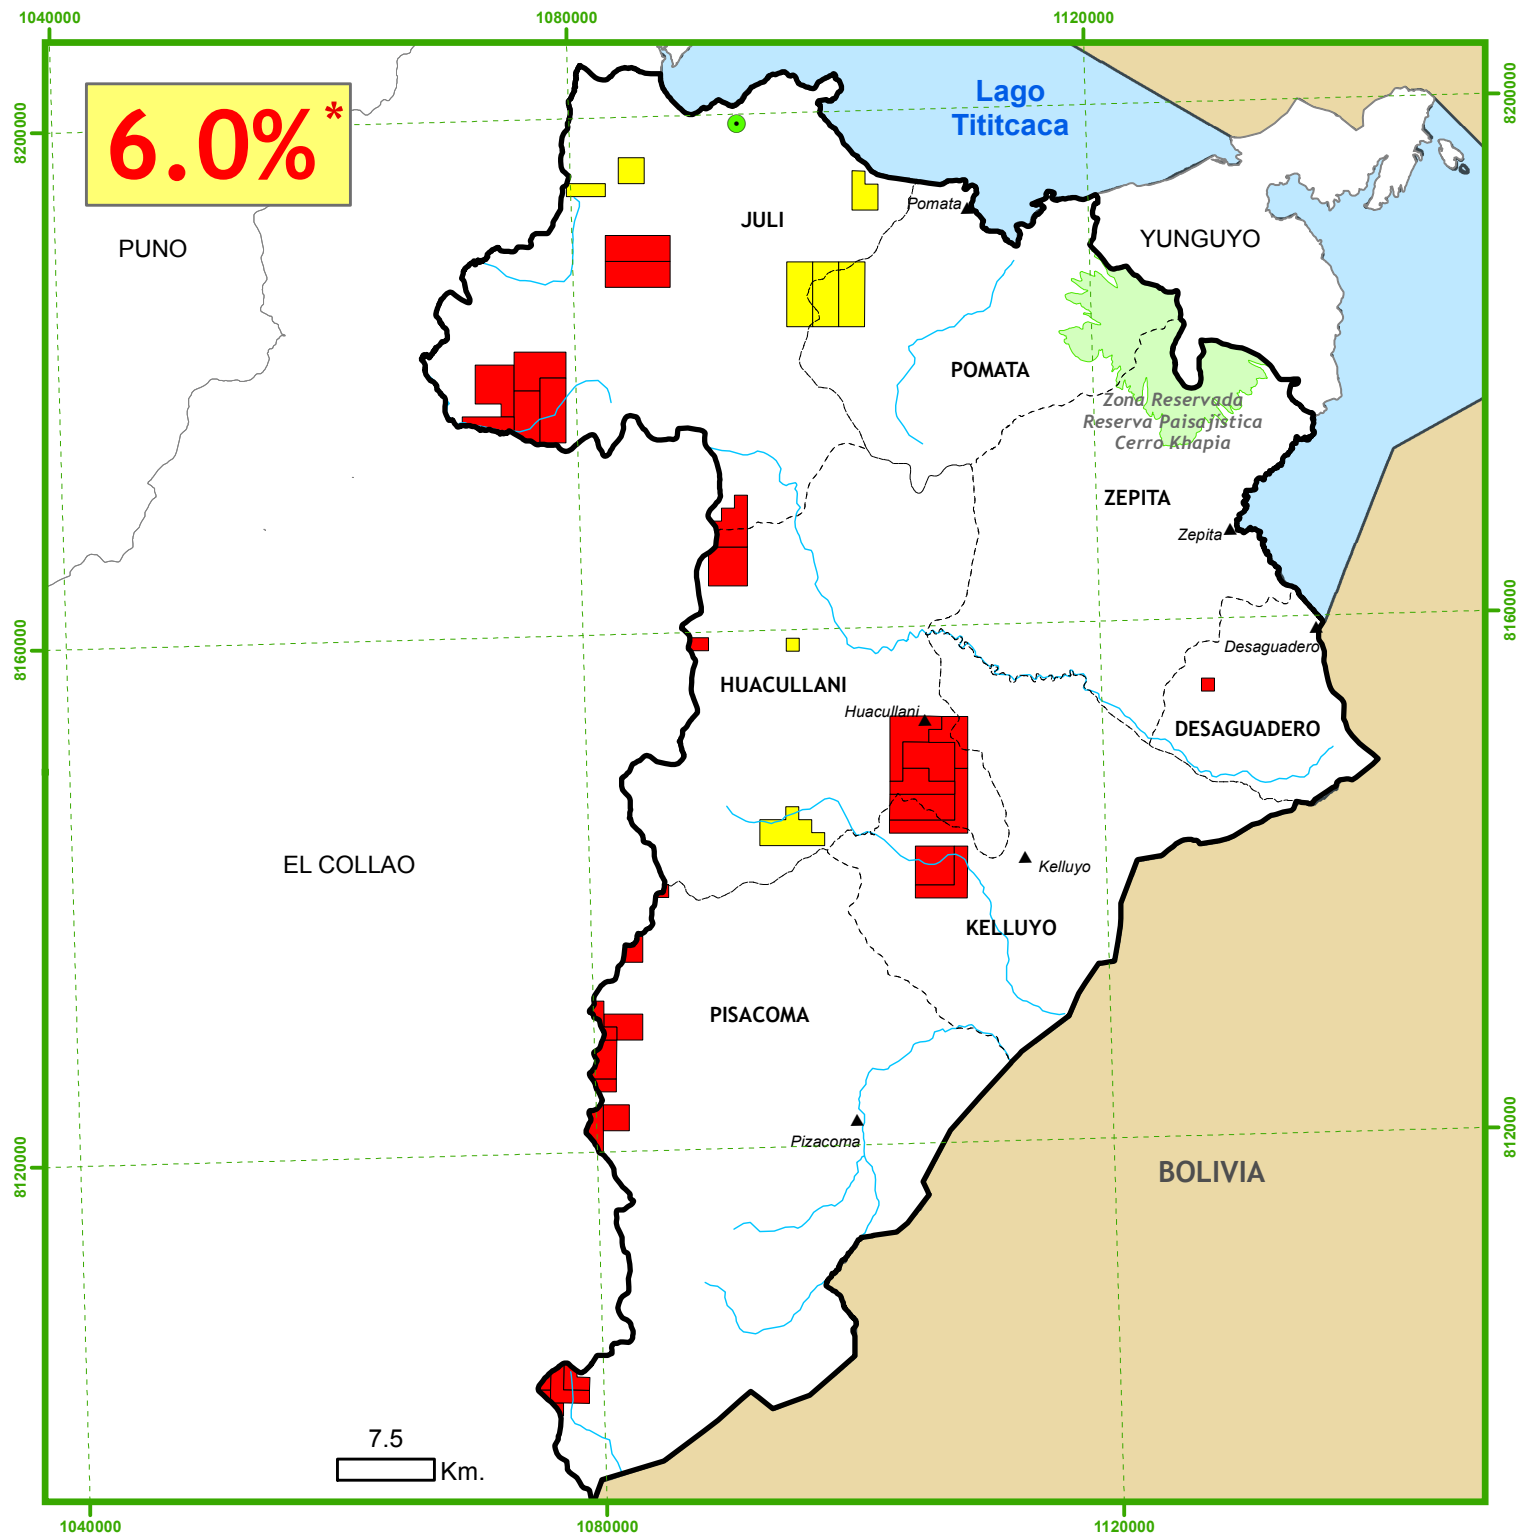 1040000
1080000
1120000
8200000
8200000
6.0%*
Lago
Tititcaca
Pomata
JULI
PUNO
YUNGUYO
POMATA
Zona Reservada
Reserva Paisajistica
Cerro Khapia
ZEPITA
Zepita
8160000
8160000
Desaguadero
HUACULLANI
Huacullani
DESAGUADERO
EL COLLAO
Kelluyo
KELLUYO
PISACOMA
8120000
8120000
Pizacoma
BOLIVIA
7.5
Km.
1040000
1080000
1120000